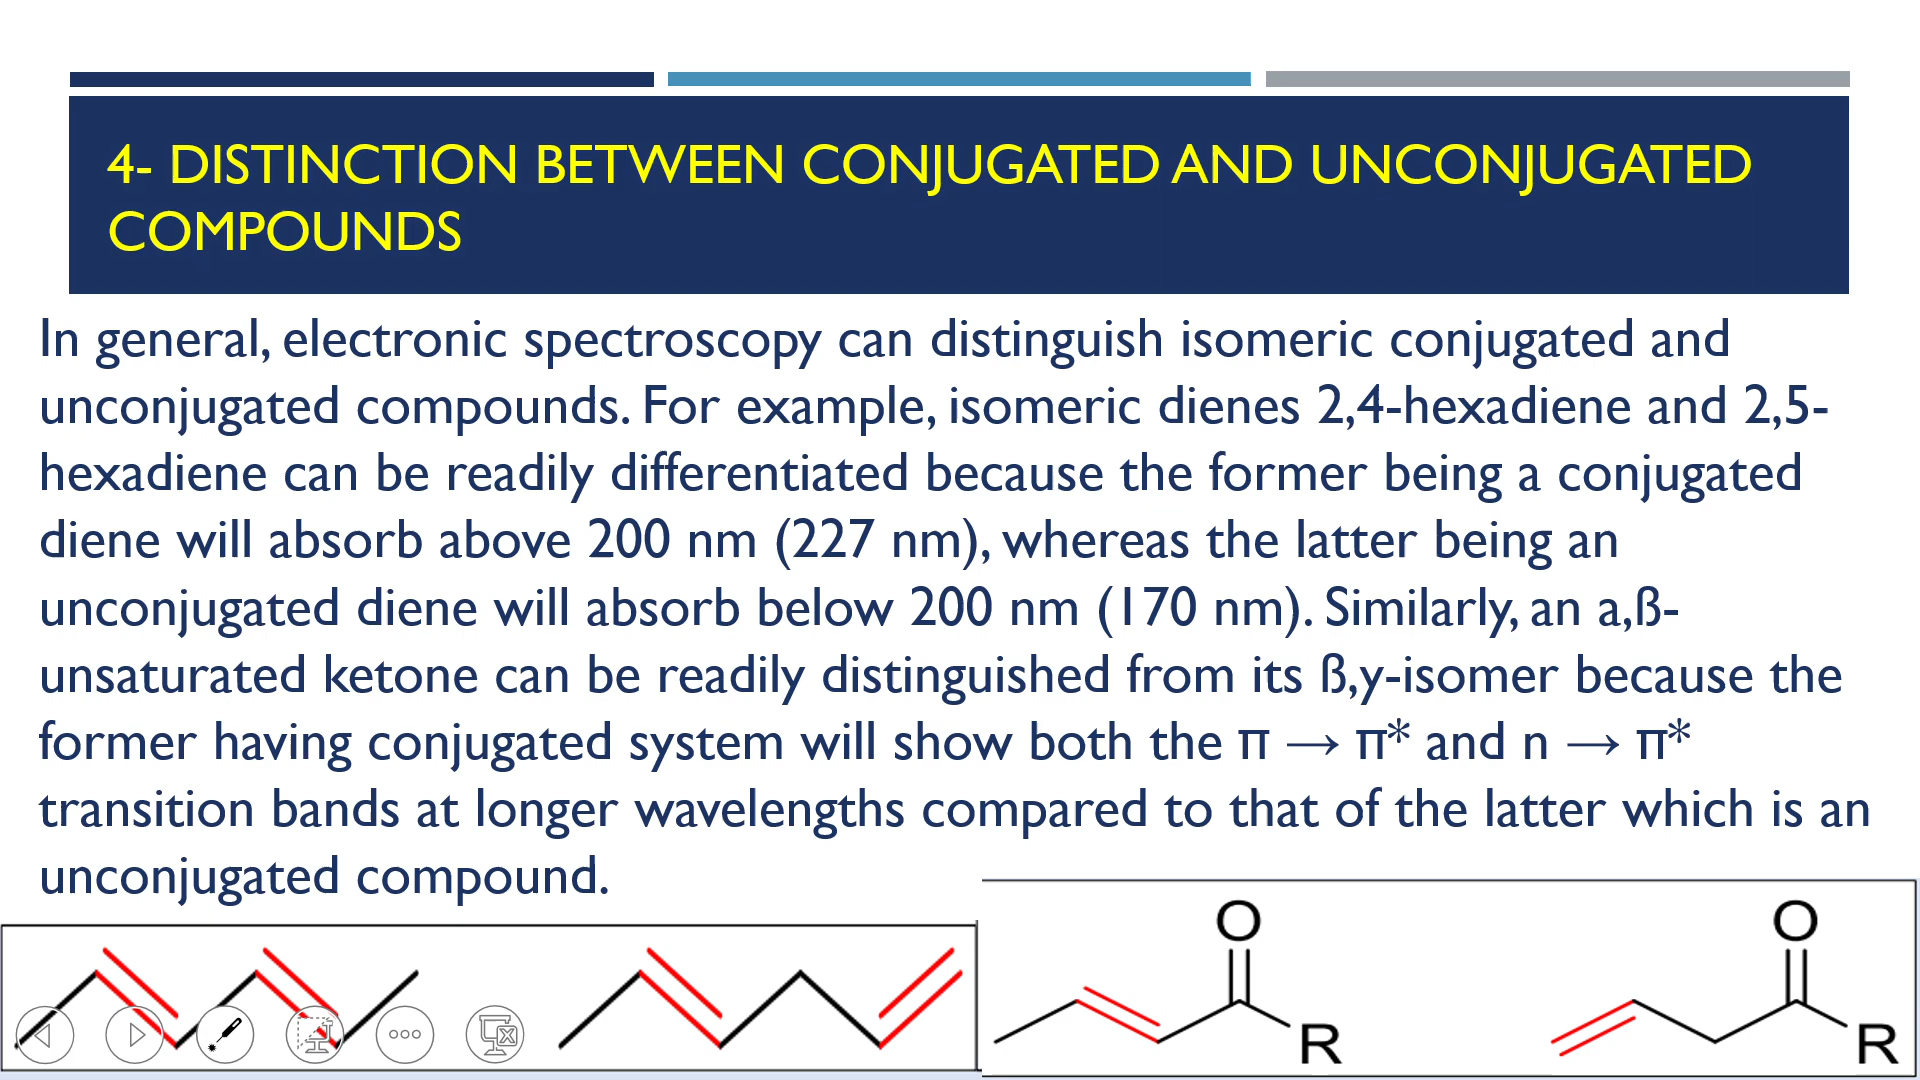 4- DISTINCTION BETWEEN CONJUGATED AND UNCONJUGATED
COMPOUNDS
In general, electronic spectroscopy can distinguish isomeric conjugated and
unconjugated compounds. For example, isomeric dienes 2,4-hexadiene and 2,5-
hexadiene can be readily differentiated because the former being a conjugated
diene will absorb above 200 nm (227 nm), whereas the latter being an
unconjugated diene will absorb below 200 nm (170 nm). Similarly, an a,ß-
unsaturated ketone can be readily distinguished from its ß,y-isomer because the
former having conjugated system will show both the π → π* and n → π*
transition bands at longer wavelengths compared to that of the latter which is an
unconjugated compound.
O
R
O
R